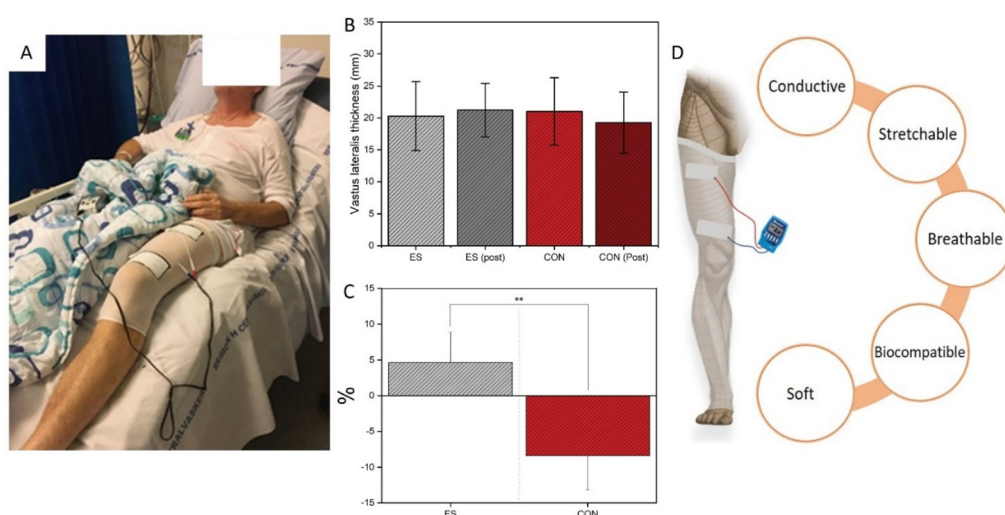 A
B
Vastus lateralis thickness (mm)
35
30
25
20
15
10
5
0
ES
ES (post)
CON
CON (Post)
C
%
15
10
5
0
-5
-10
-15
**
ES
CON
D
Conductive
Stretchable
Breathable
Biocompatible
Soft